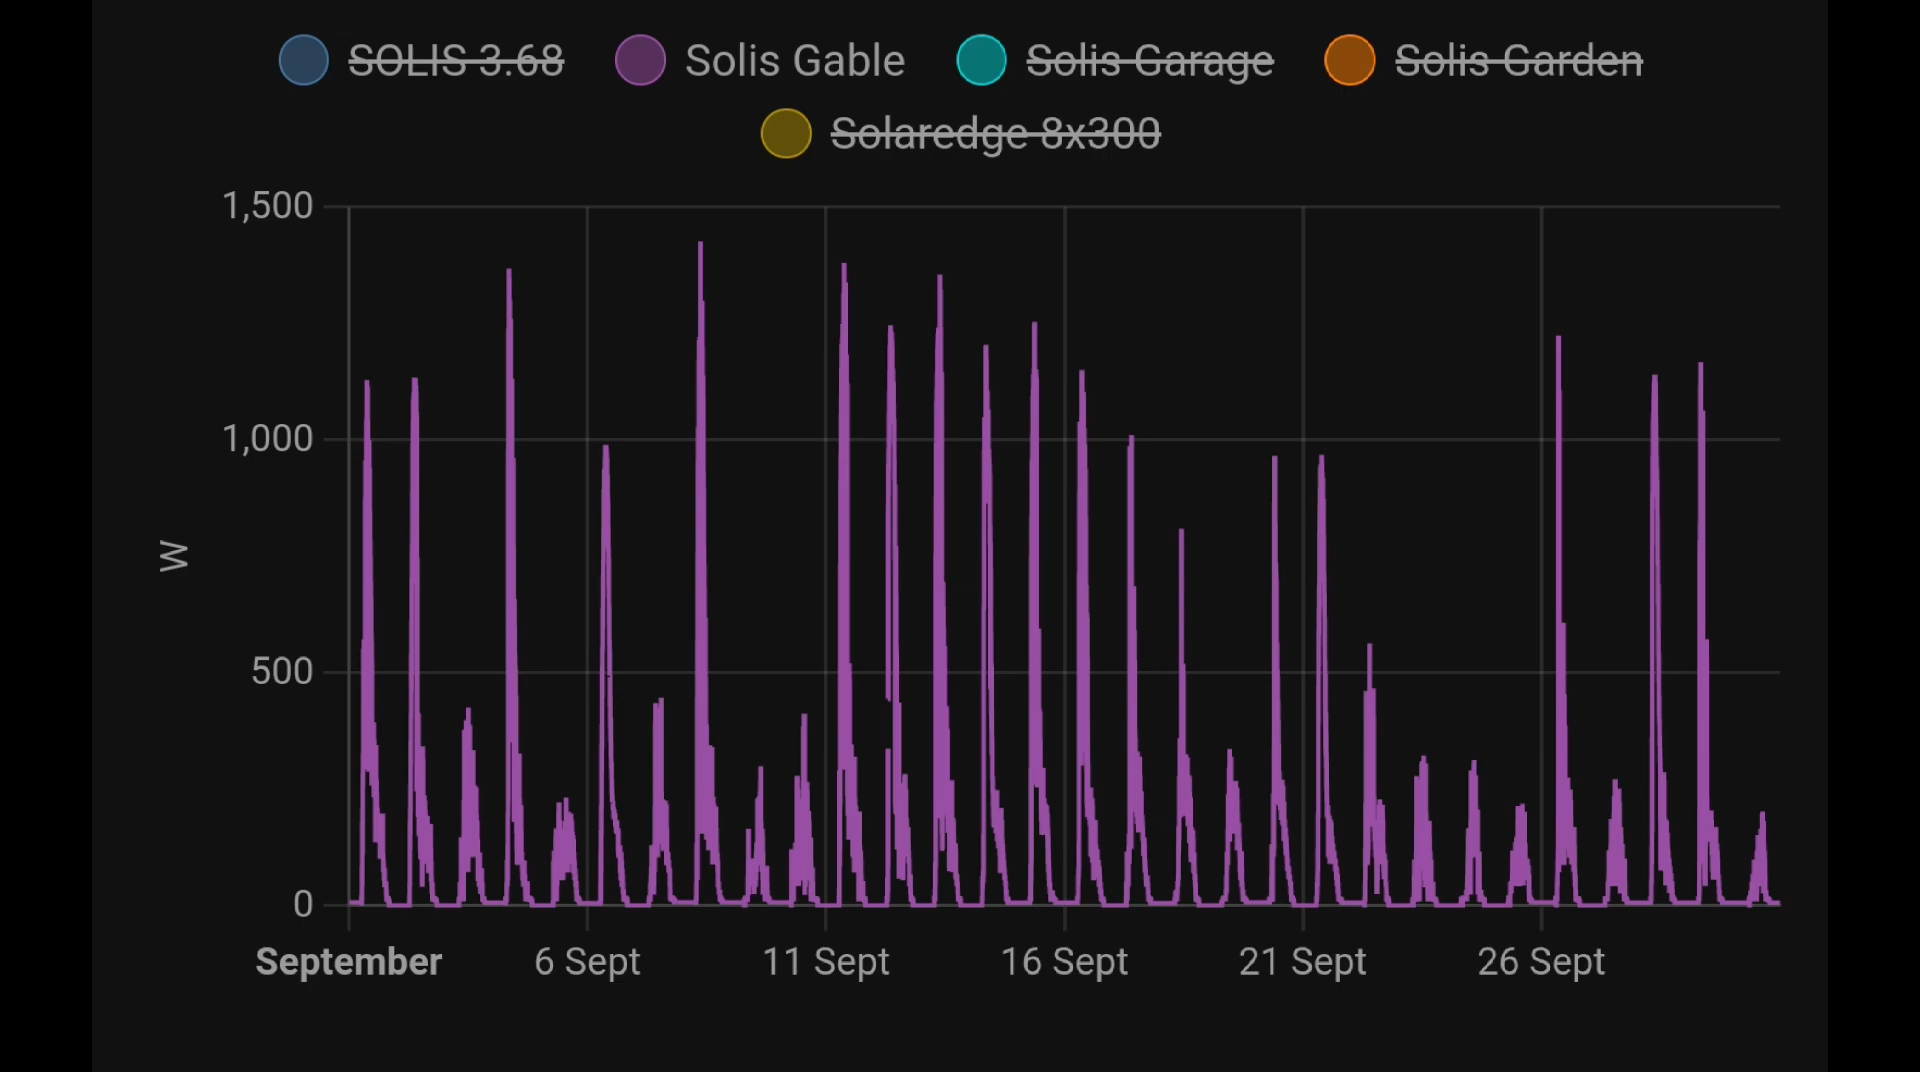 SOLIS 3.68 Solis Gable Solis Garage Solis Garden
Solaredge 8x300
1,500
1,000
500
0
W
September 6 Sept 11 Sept 16 Sept 21 Sept 26 Sept